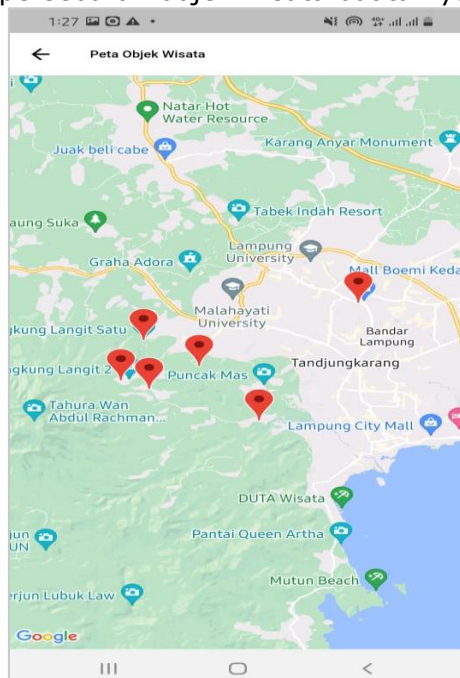 1:27
Peta Objek Wisata
Natar Hot
Water Resource
Karang Anyar Monument
Juak beli cabe
Tabek Indah Resort
aung Suka
Lampung
University
Graha Adora
Mall Boemi Keda
Malahayati
University
Bandar
Lampung
gkung Langit Satu
Tandjungkarang
gkung Langit 2
Puncak Mas
Tahura Wan
Abdul Rachman...
Lampung City Mall
DUTA Wisata
Pantai Queen Artha
jun
UN
Mutun Beach
rjun Lubuk Law
Google